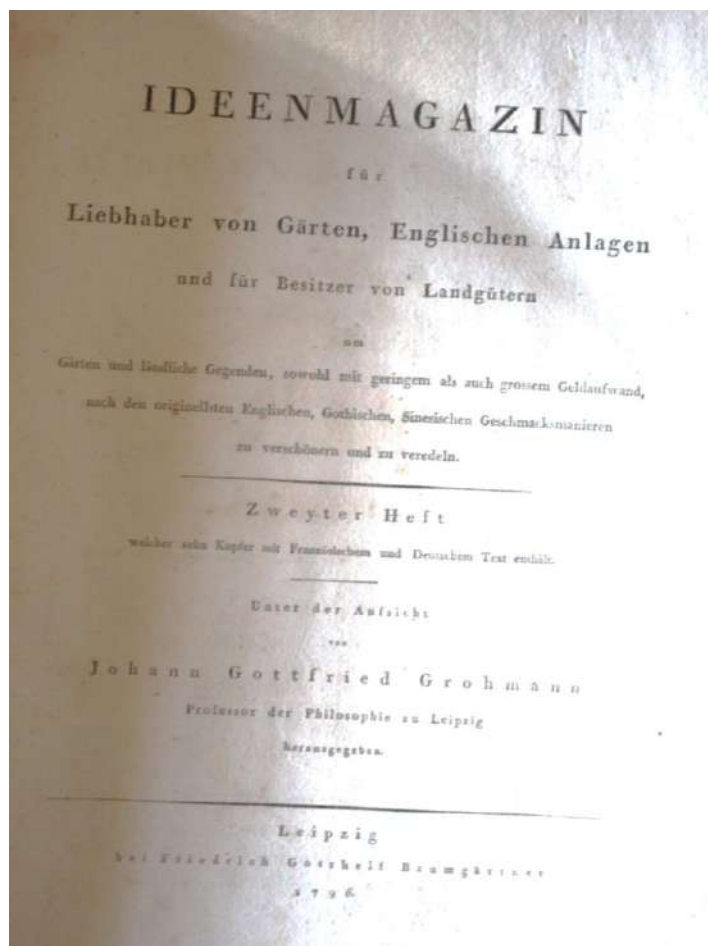 IDEENMAGAZIN
für
Liebhaber von Gärten, Englischen Anlagen
und für Besitzer von Landgütern
um
Gärten und ländliche Gegenden, sowohl mit geringem als auch grossem Geldaufwand,
nach den originellsten Englischen, Gothischen, Sinesischen Geschmacksmanieren
zu verschönern und zu veredeln.
Zweyter Heft
welcher zehn Kupfer mit Französischem und Deutschem Text enthält.
Unter der Aufsicht
von
Johann Gottfried Grohmann
Professor der Philosophie zu Leipzig
herausgegeben.
Leipzig
bei Friedrich Gotthelf Baumgärtner
1796